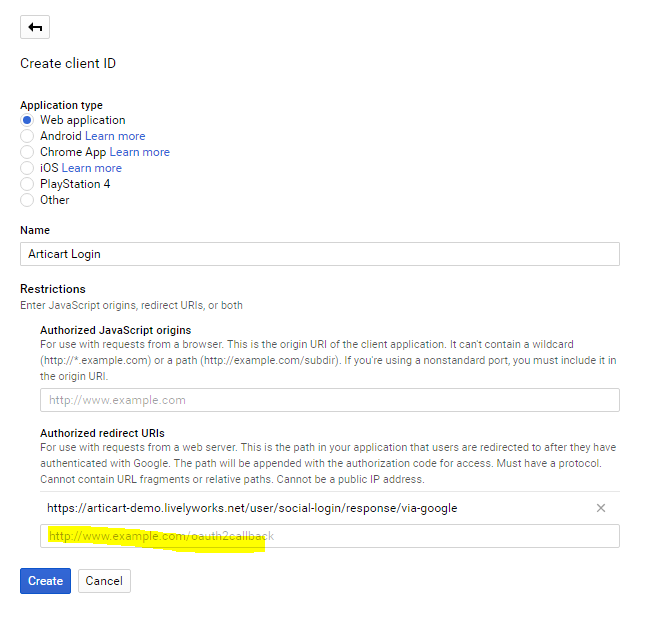 Create client ID
Application type
Web application
Android Learn more
Chrome App Learn more
iOS Learn more
PlayStation 4
Other
Name
Articart Login
Restrictions
Enter JavaScript origins, redirect URIs, or both
Authorized JavaScript origins
For use with requests from a browser. This is the origin URI of the client application. It can't contain a wildcard
(http://*.example.com) or a path (http://example.com/subdir). If you're using a nonstandard port, you must include it in
the origin URI.
http://www.example.com
Authorized redirect URIs
For use with requests from a web server. This is the path in your application that users are redirected to after they have
authenticated with Google. The path will be appended with the authorization code for access. Must have a protocol.
Cannot contain URL fragments or relative paths. Cannot be a public IP address.
https://articart-demo.livelyworks.net/user/social-login/response/via-google
http://www.example.com/oauth2callback
Create Cancel